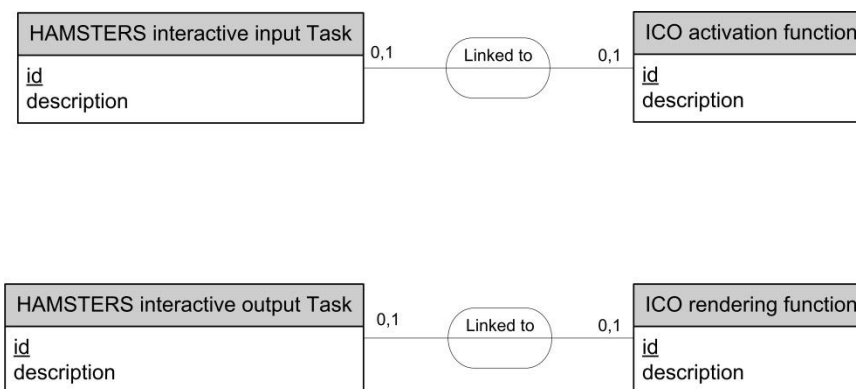 HAMSTERS interactive input Task
id
description
0,1
Linked to
0,1
ICO activation function
id
description
HAMSTERS interactive output Task
id
description
0,1
Linked to
0,1
ICO rendering function
id
description